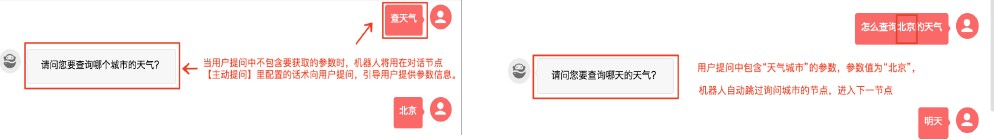 查天气
请问您要查询哪个城市的天气?
当用户提问中不包含要获取的参数时，机器人将用在对话节点
【主动提问】里配置的话术向用户提问，引导用户提供参数信息。
北京
怎么查询北京的天气
请问您要查询哪天的天气?
用户提问中包含“天气城市”的参数，参数值为“北京”，
机器人自动跳过询问城市的节点，进入下一节点
明天